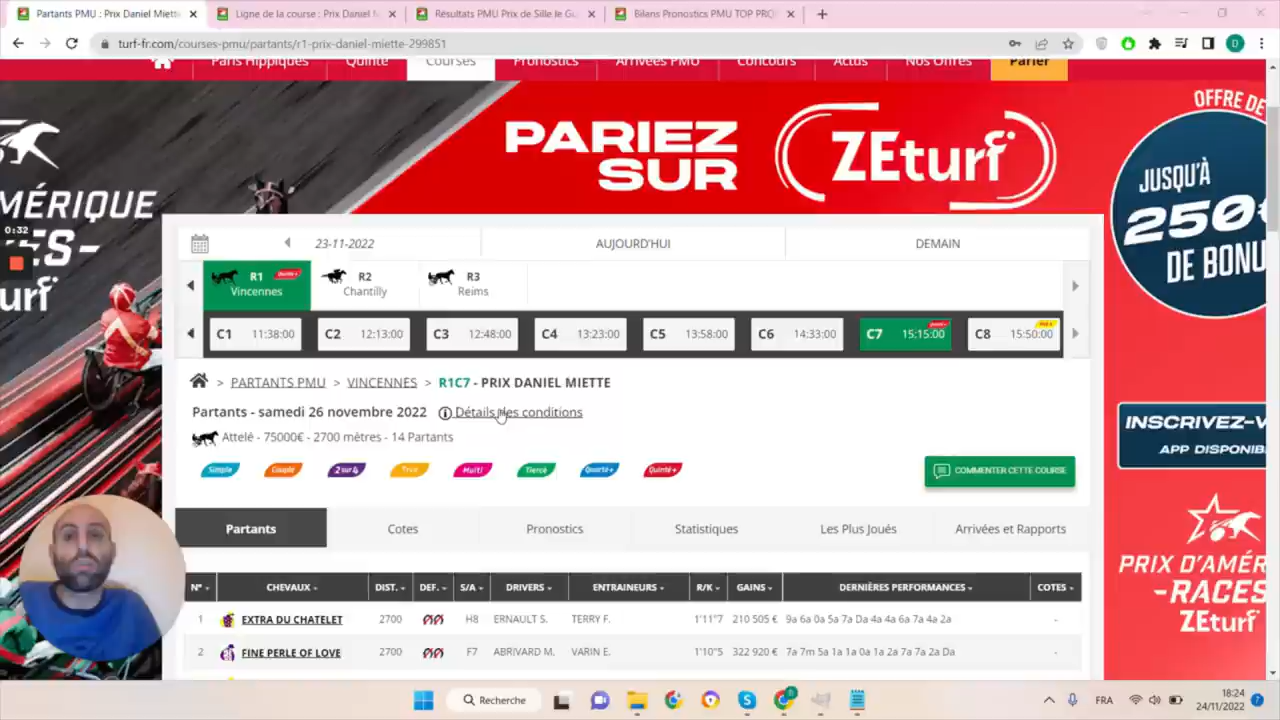 Partants PMU : Prix Daniel Miette
Ligne de la course : Prix Daniel M
Résultats PMU Prix de Sille le Gu
Bilans Pronostics PMU TOP PRO
turf-fr.com/courses-pmu/partants/r1-prix-daniel-miette-299851
Paris Hippiques
Quinté
Courses
Pronostics
Arrivées PMU
Concours
Actus
Nos Offres
Parier
PARIEZ
SUR
ZEturf
OFFRE DE
JUSQU'À
250€
DE BONU
MÉRIQUE
ES-
urf
0:32
23-11-2022
AUJOURD'HUI
DEMAIN
R1 Quinté+
Vincennes
R2
Chantilly
R3
Reims
C1 11:38:00
C2 12:13:00
C3 12:48:00
C4 13:23:00
C5 13:58:00
C6 14:33:00
C7 15:15:00
C8 15:50:00
> PARTANTS PMU > VINCENNES > R1C7 - PRIX DANIEL MIETTE
Partants - samedi 26 novembre 2022 Détails des conditions
Attelé - 75000€ - 2700 mètres - 14 Partants
Simple Couplé 2 sur 4 Trio Multi Tiercé Quarté+ Quinté+
COMMENTER CETTE COURSE
INSCRIVEZ-V
APP DISPONIB
PRIX D'AMÉR
-RACES
ZEturf
Partants Cotes Pronostics Statistiques Les Plus Joués Arrivées et Rapports
N° CHEVAUX DIST. DEF. S/A DRIVERS ENTRAINEURS R/K GAINS DERNIÈRES PERFORMANCES COTES
1 EXTRA DU CHATELET 2700 H8 ERNAULT S. TERRY F. 1'11"7 210 505 € 9a 6a 0a 5a 7a Da 4a 4a 6a 7a 4a 2a -
2 FINE PERLE OF LOVE 2700 F7 ABRIVARD M. VARIN E. 1'10"5 322 920 € 7a 7m 5a 1a 1a 0a 1a 2a 7a 7a 2a Da -
Recherche
FRA
18:24
24/11/2022